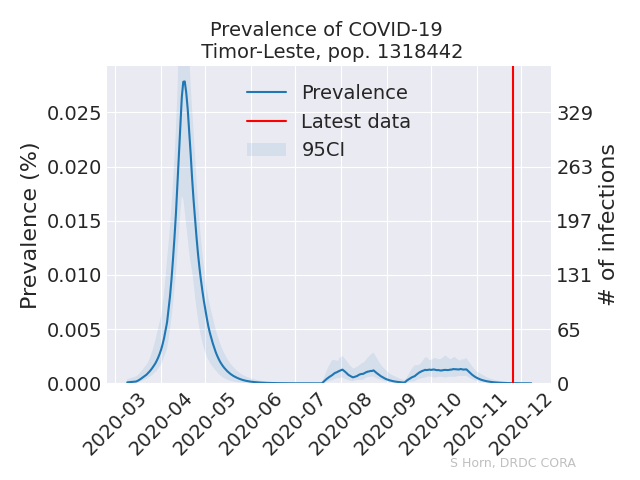 Prevalence of COVID-19
Timor-Leste, pop. 1318442
Prevalence
Latest data
95CI
Prevalence (%)
0.025
0.020
0.015
0.010
0.005
0.000
# of infections
329
263
197
131
65
0
2020-03
2020-04
2020-05
2020-06
2020-07
2020-08
2020-09
2020-10
2020-11
2020-12
S Horn, DRDC CORA